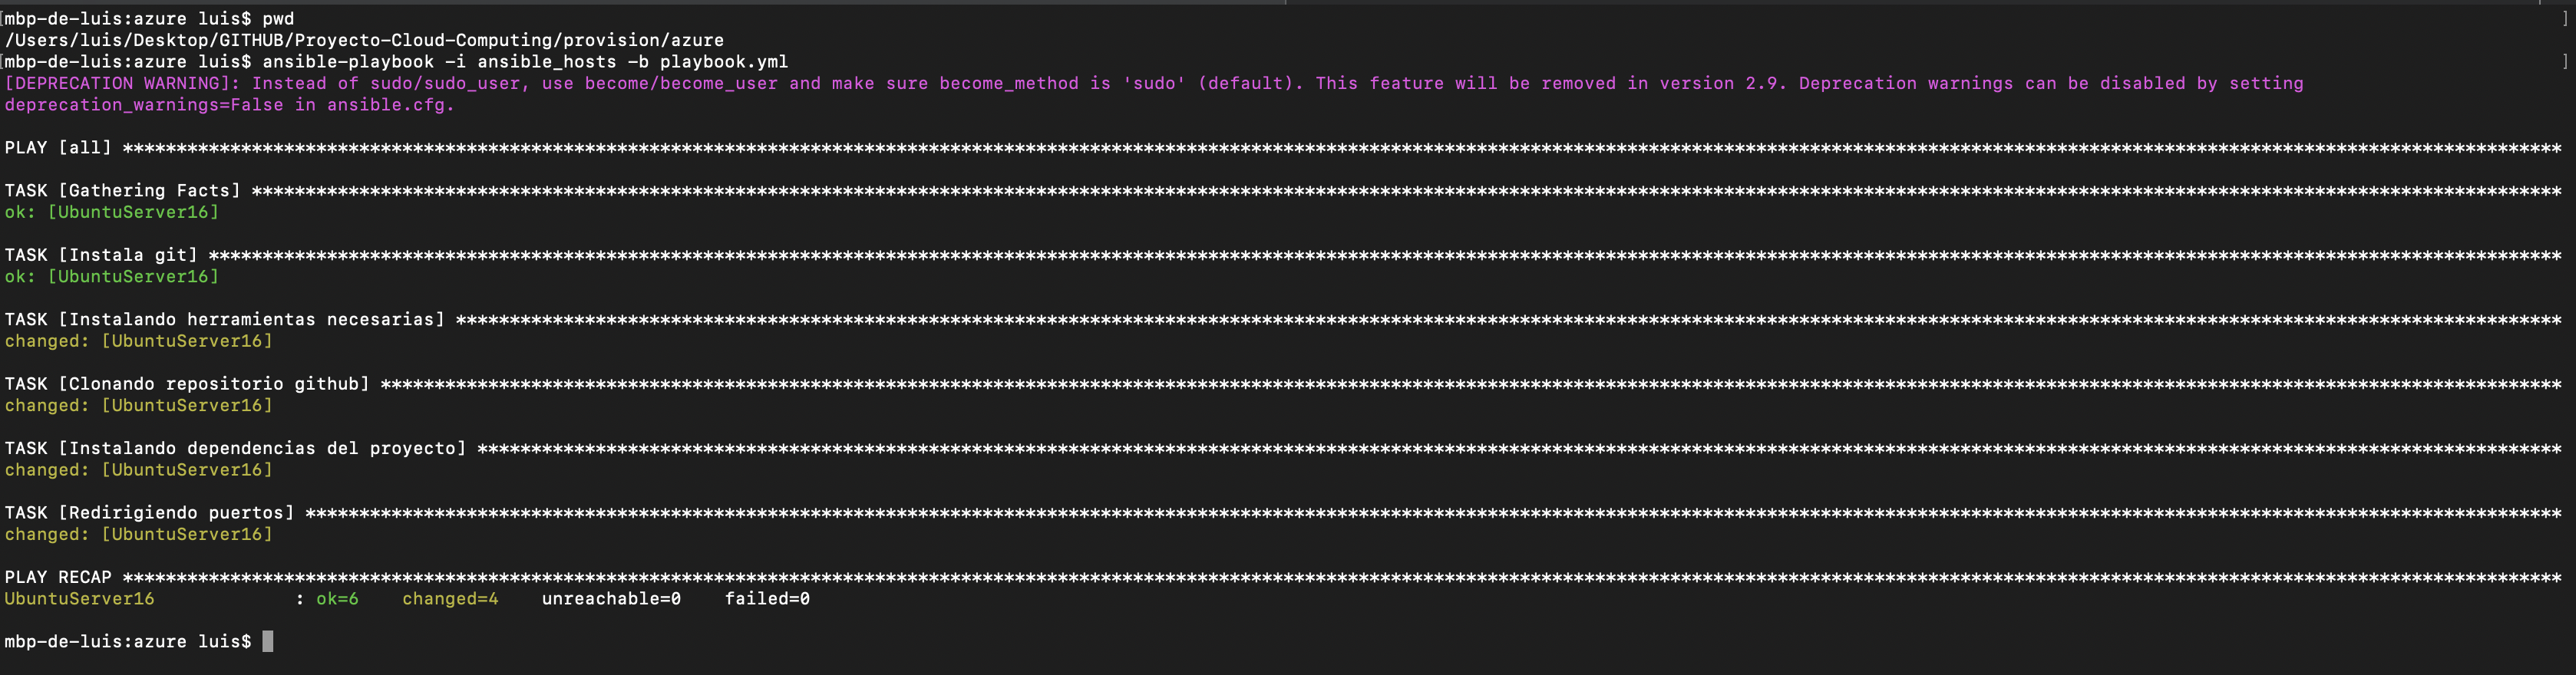 [mbp-de-luis:azure luis$ pwd ]
/Users/luis/Desktop/GITHUB/Proyecto-Cloud-Computing/provision/azure
[mbp-de-luis:azure luis$ ansible-playbook -i ansible_hosts -b playbook.yml ]
[DEPRECATION WARNING]: Instead of sudo/sudo_user, use become/become_user and make sure become_method is 'sudo' (default). This feature will be removed in version 2.9. Deprecation warnings can be disabled by setting
deprecation_warnings=False in ansible.cfg.
PLAY [all] ****
TASK [Gathering Facts] ****
ok: [UbuntuServer16]
TASK [Instala git] ****
ok: [UbuntuServer16]
TASK [Instalando herramientas necesarias] ****
changed: [UbuntuServer16]
TASK [Clonando repositorio github] ****
changed: [UbuntuServer16]
TASK [Instalando dependencias del proyecto] ****
changed: [UbuntuServer16]
TASK [Redirigiendo puertos] ****
changed: [UbuntuServer16]
PLAY RECAP ****
UbuntuServer16 : ok=6 changed=4 unreachable=0 failed=0
mbp-de-luis:azure luis$